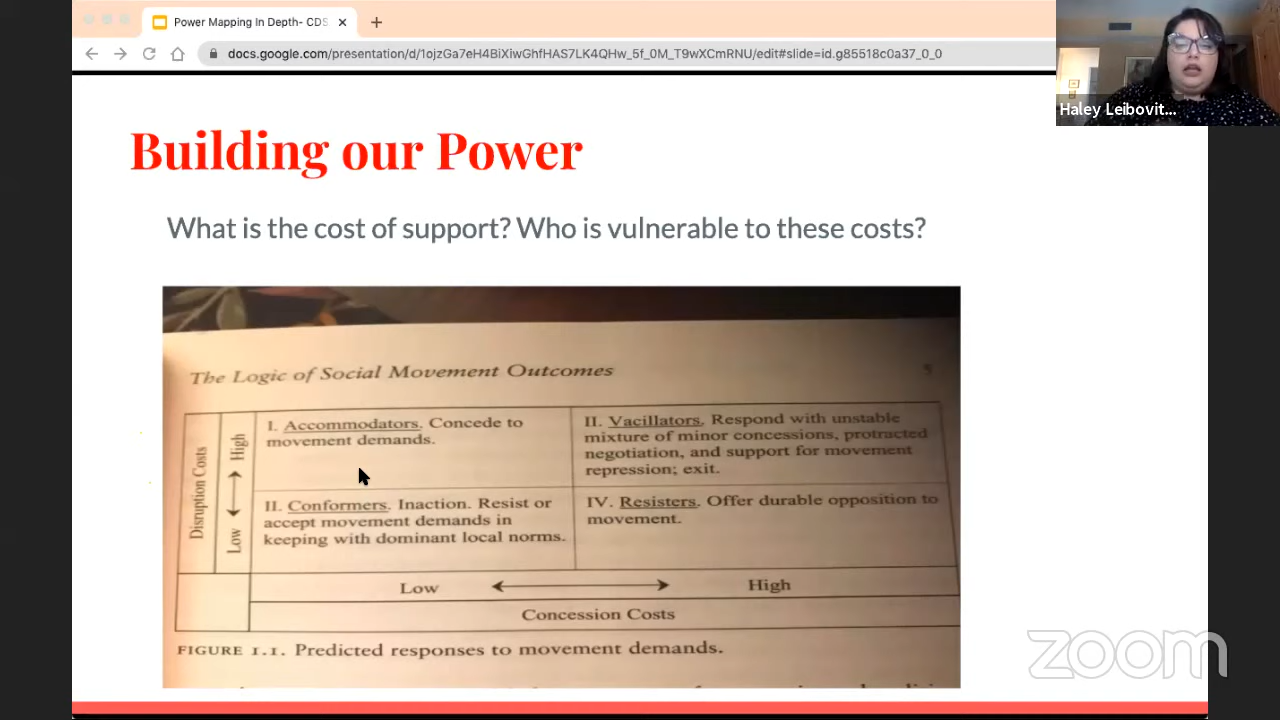 Power Mapping In Depth- CDS
docs.google.com/presentation/d/1ojzGa7eH4BiXiwGhfHAS7LK4QHw_5f_0M_T9wXCmRNU/edit#slide=id.g85518c0a37_0_0
Haley Leibovit...
Building our Power
What is the cost of support? Who is vulnerable to these costs?
The Logic of Social Movement Outcomes
5
Disruption Costs
Low
High
I. Accommodators. Concede to
movement demands.
II. Vacillators. Respond with unstable
mixture of minor concessions, protracted
negotiation, and support for movement
repression; exit.
II. Conformers. Inaction. Resist or
accept movement demands in
keeping with dominant local norms.
IV. Resisters. Offer durable opposition to
movement.
Low
High
Concession Costs
FIGURE 1.1. Predicted responses to movement demands.
zoom